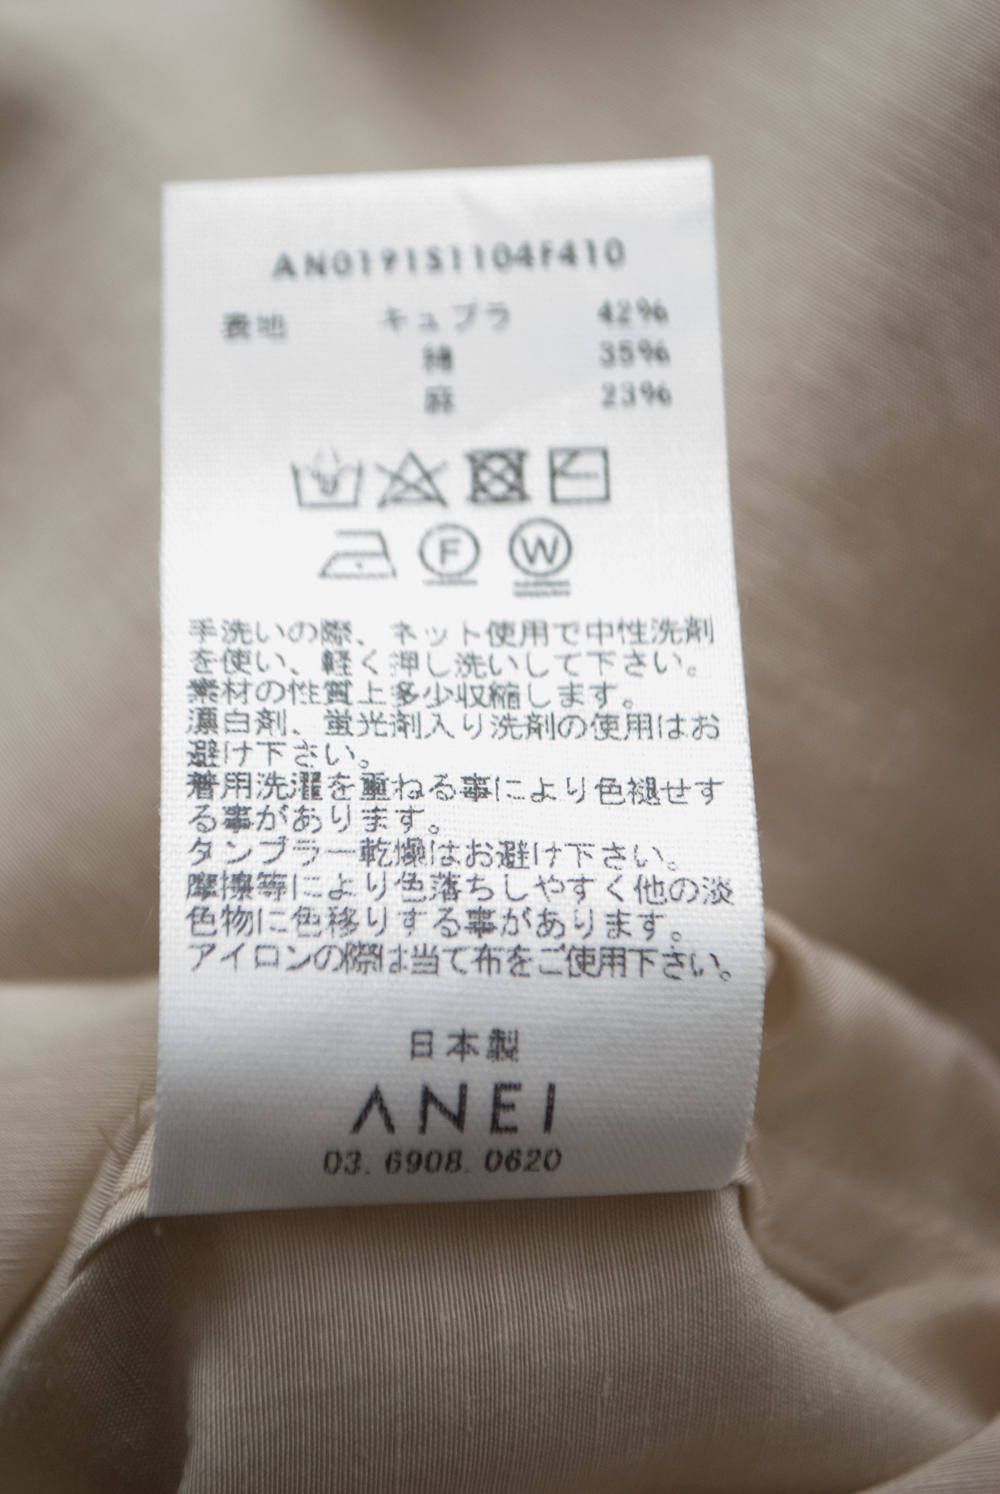 AN0191S1104F410
表地 キュプラ 42%
綿 35%
麻 23%
F W
手洗いの際、ネット使用で中性洗剤
を使い、軽く押し洗いして下さい。
素材の性質上多少収縮します。
漂白剤、蛍光剤入り洗剤の使用はお
避け下さい。
着用洗濯を重ねる事により色褪せす
る事があります。
タンブラー乾燥はお避け下さい。
摩擦等により色落ちしやすく他の淡
色物に色移りする事があります。
アイロンの際は当て布をご使用下さい。
日本製
ANEI
03. 6908. 0620